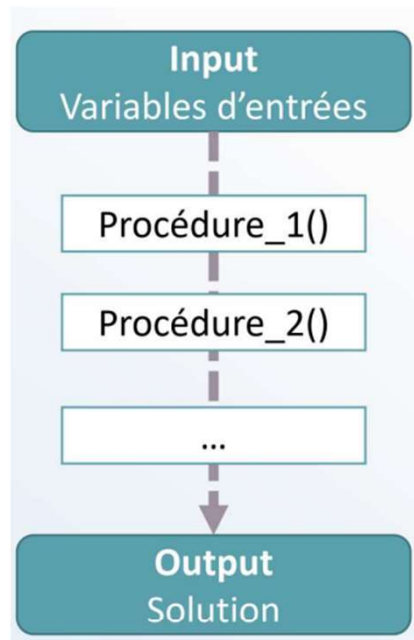 Input
Variables d'entrées
Procédure_1()
Procédure_2()
...
Output
Solution